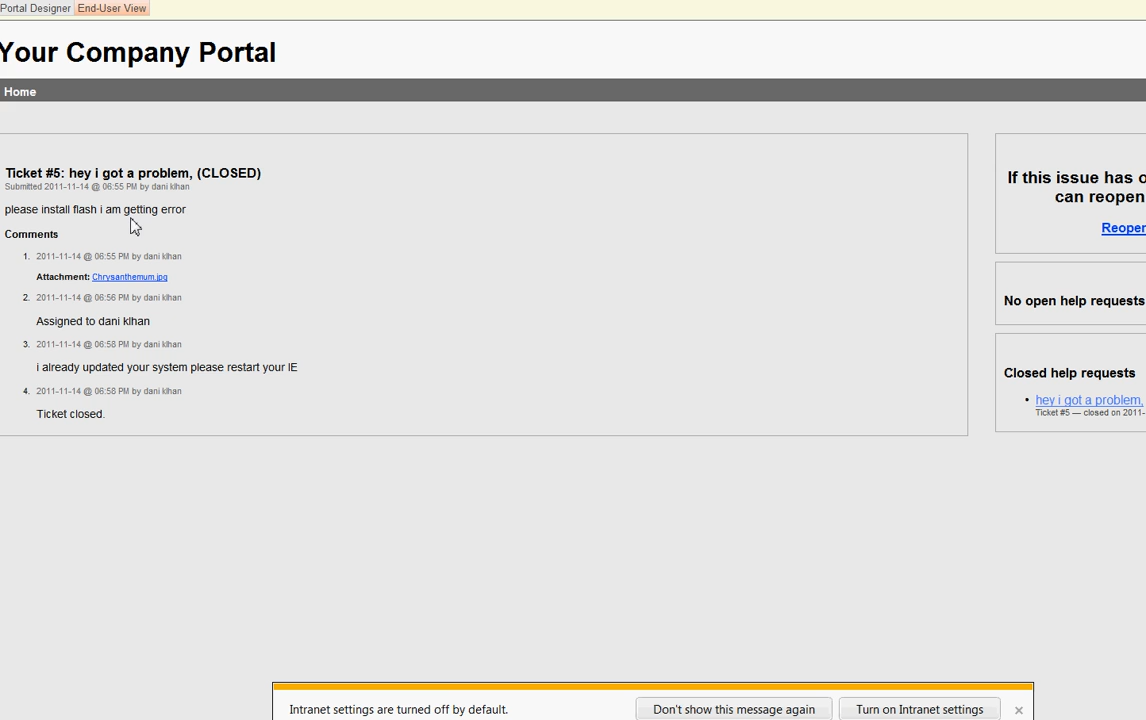 Portal Designer End-User View
Your Company Portal
Home
Ticket #5: hey i got a problem, (CLOSED)
Submitted 2011-11-14 @ 06:55 PM by dani klhan
please install flash i am getting error
Comments
1. 2011-11-14 @ 06:55 PM by dani klhan
Attachment: Chrysanthemum.jpg
2. 2011-11-14 @ 06:56 PM by dani klhan
Assigned to dani klhan
3. 2011-11-14 @ 06:58 PM by dani klhan
i already updated your system please restart your IE
4. 2011-11-14 @ 06:58 PM by dani klhan
Ticket closed.
If this issue has
can reopen
Reopen
No open help requests
Closed help requests
• hey i got a problem,
Ticket #5 — closed on 2011-
Intranet settings are turned off by default.
Don't show this message again
Turn on Intranet settings